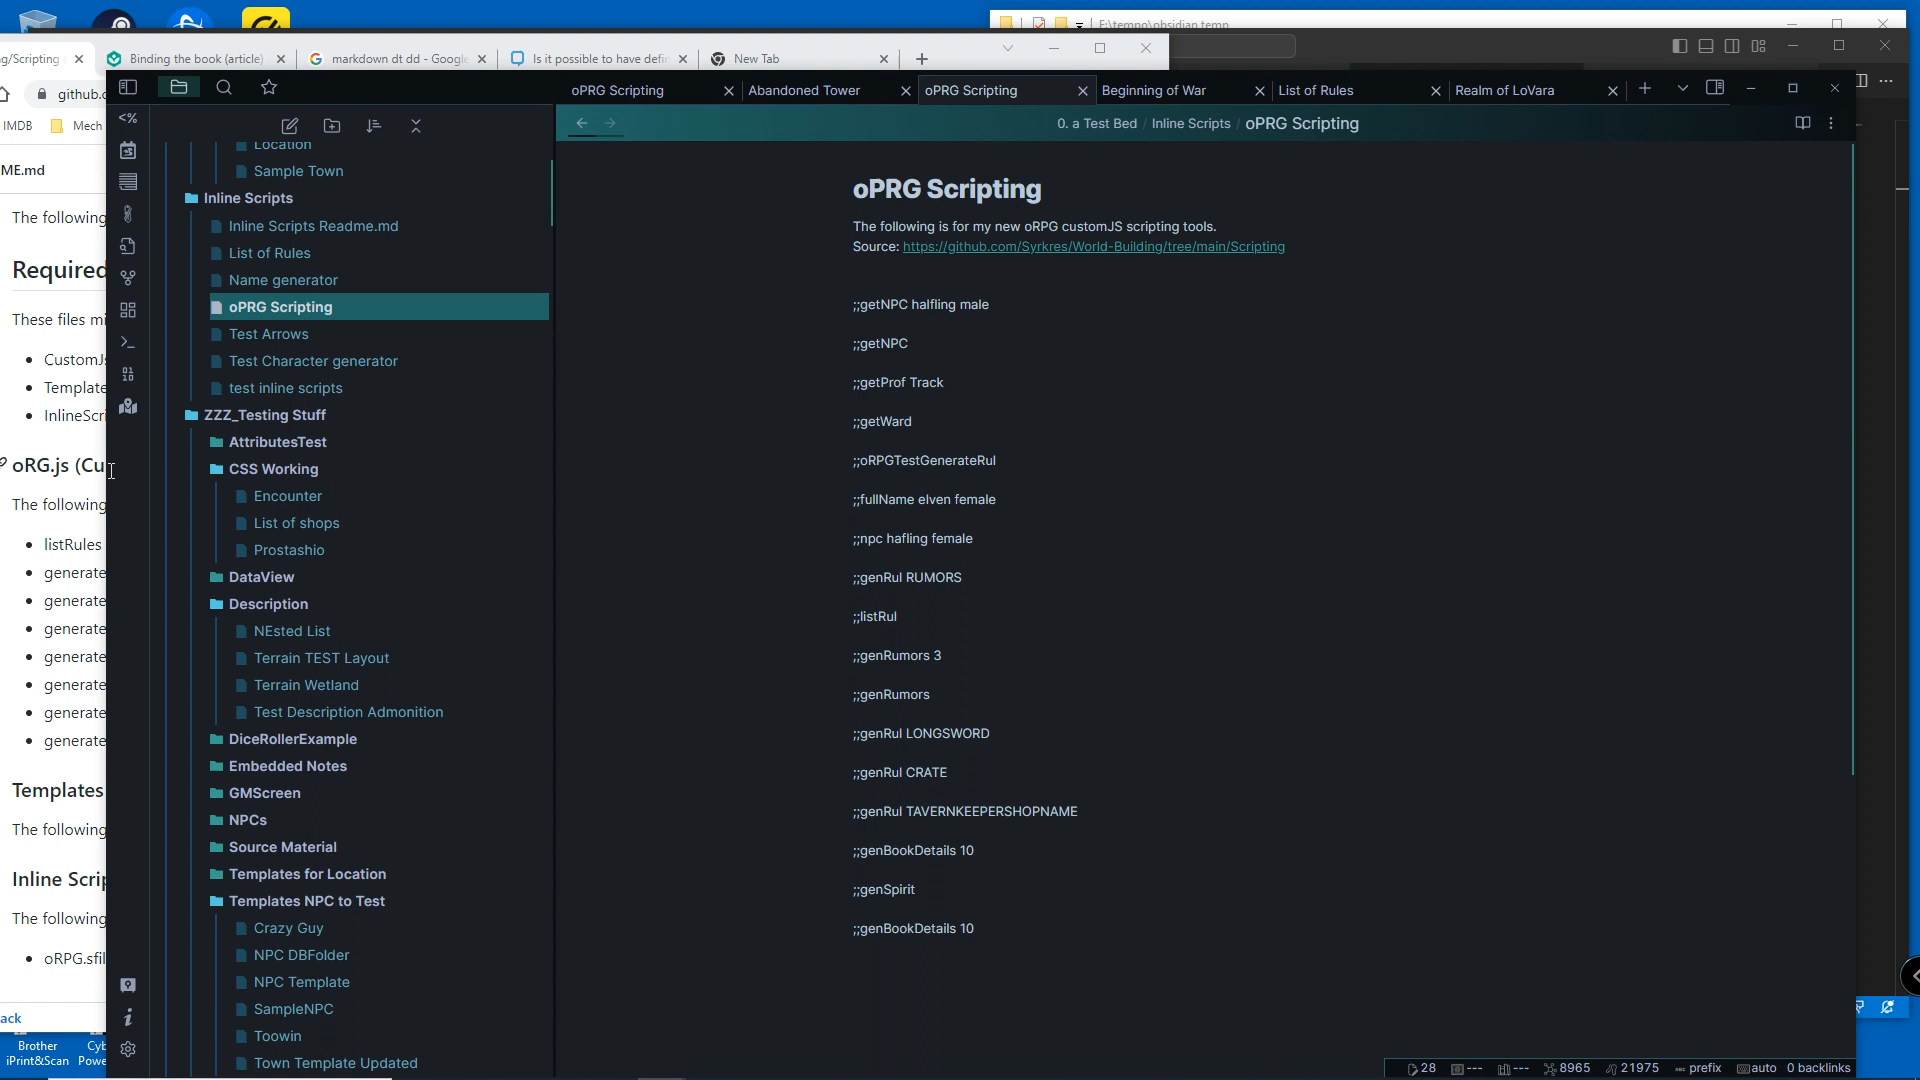 F:\tempo\obsidian temp
g/Scripting
Binding the book (article)
markdown dt dd - Google
Is it possible to have defin
New Tab
github.c
IMDB
Mech
ME.md
The following
Required
These files mi
CustomJs
Template
InlineScri
oRG.js (Cu
The following
listRules
generate
generate
generate
generate
generate
generate
generate
Templates
The following
Inline Scrip
The following
oRPG.sfil
ack
Brother
iPrint&Scan
Cyb
Powe
oPRG Scripting
Abandoned Tower
oPRG Scripting
Beginning of War
List of Rules
Realm of LoVara
0. a Test Bed / Inline Scripts / oPRG Scripting
Location
Sample Town
Inline Scripts
Inline Scripts Readme.md
List of Rules
Name generator
oPRG Scripting
Test Arrows
Test Character generator
test inline scripts
ZZZ_Testing Stuff
AttributesTest
CSS Working
Encounter
List of shops
Prostashio
DataView
Description
NEsted List
Terrain TEST Layout
Terrain Wetland
Test Description Admonition
DiceRollerExample
Embedded Notes
GMScreen
NPCs
Source Material
Templates for Location
Templates NPC to Test
Crazy Guy
NPC DBFolder
NPC Template
SampleNPC
Toowin
Town Template Updated
oPRG Scripting
The following is for my new oRPG customJS scripting tools.
Source: https://github.com/Syrkres/World-Building/tree/main/Scripting
;;getNPC halfling male
;;getNPC
;;getProf Track
;;getWard
;;oRPGTestGenerateRul
;;fullName elven female
;;npc hafling female
;;genRul RUMORS
;;listRul
;;genRumors 3
;;genRumors
;;genRul LONGSWORD
;;genRul CRATE
;;genRul TAVERNKEEPERSHOPNAME
;;genBookDetails 10
;;genSpirit
;;genBookDetails 10
28 --- --- 8965 21975 prefix auto 0 backlinks